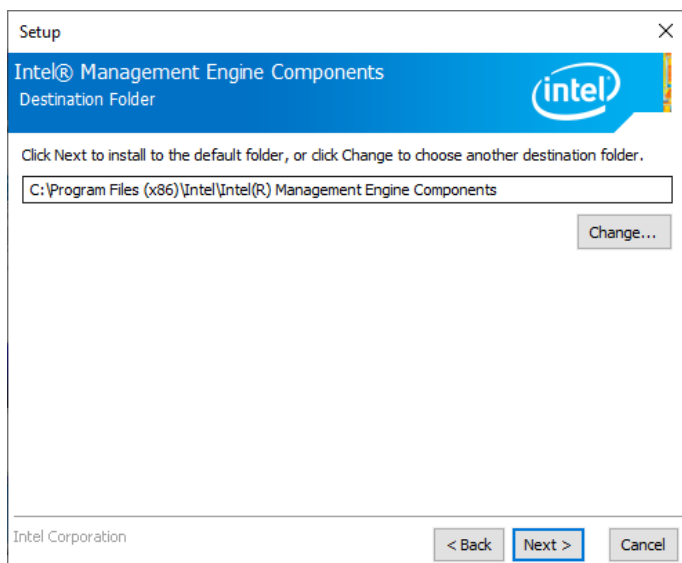 Setup
Intel® Management Engine Components
Destination Folder
intel
Click Next to install to the default folder, or click Change to choose another destination folder.
C:\Program Files (x86)\Intel\Intel(R) Management Engine Components
Change...
Intel Corporation
< Back
Next >
Cancel